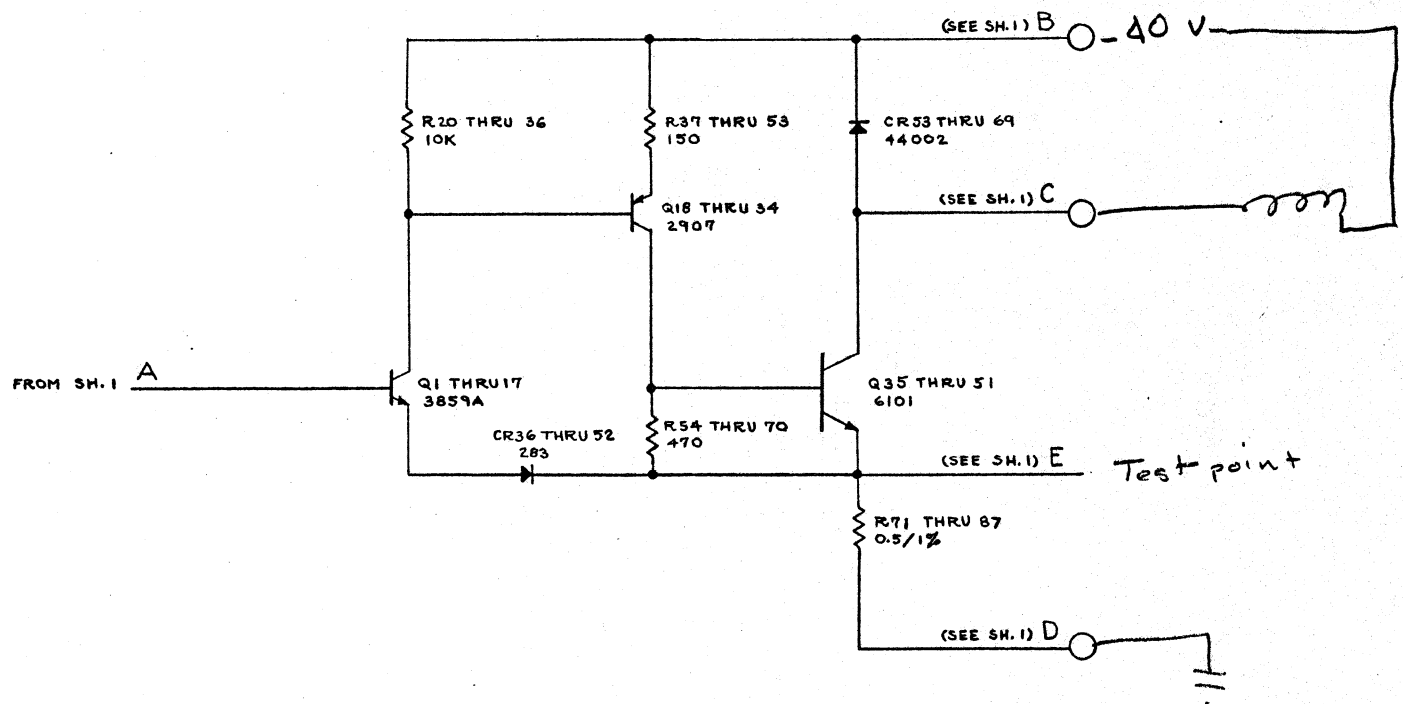 (SEE SH.1) B
- 40 V
R20 THRU 36
10K
R37 THRU 53
150
CR53 THRU 69
44002
(SEE SH.1) C
Q18 THRU 34
2907
FROM SH.1 A
Q1 THRU 17
3859A
Q35 THRU 51
6101
CR36 THRU 52
283
R54 THRU 70
470
(SEE SH.1) E
Test point
R71 THRU 87
0.5/1%
(SEE SH.1) D